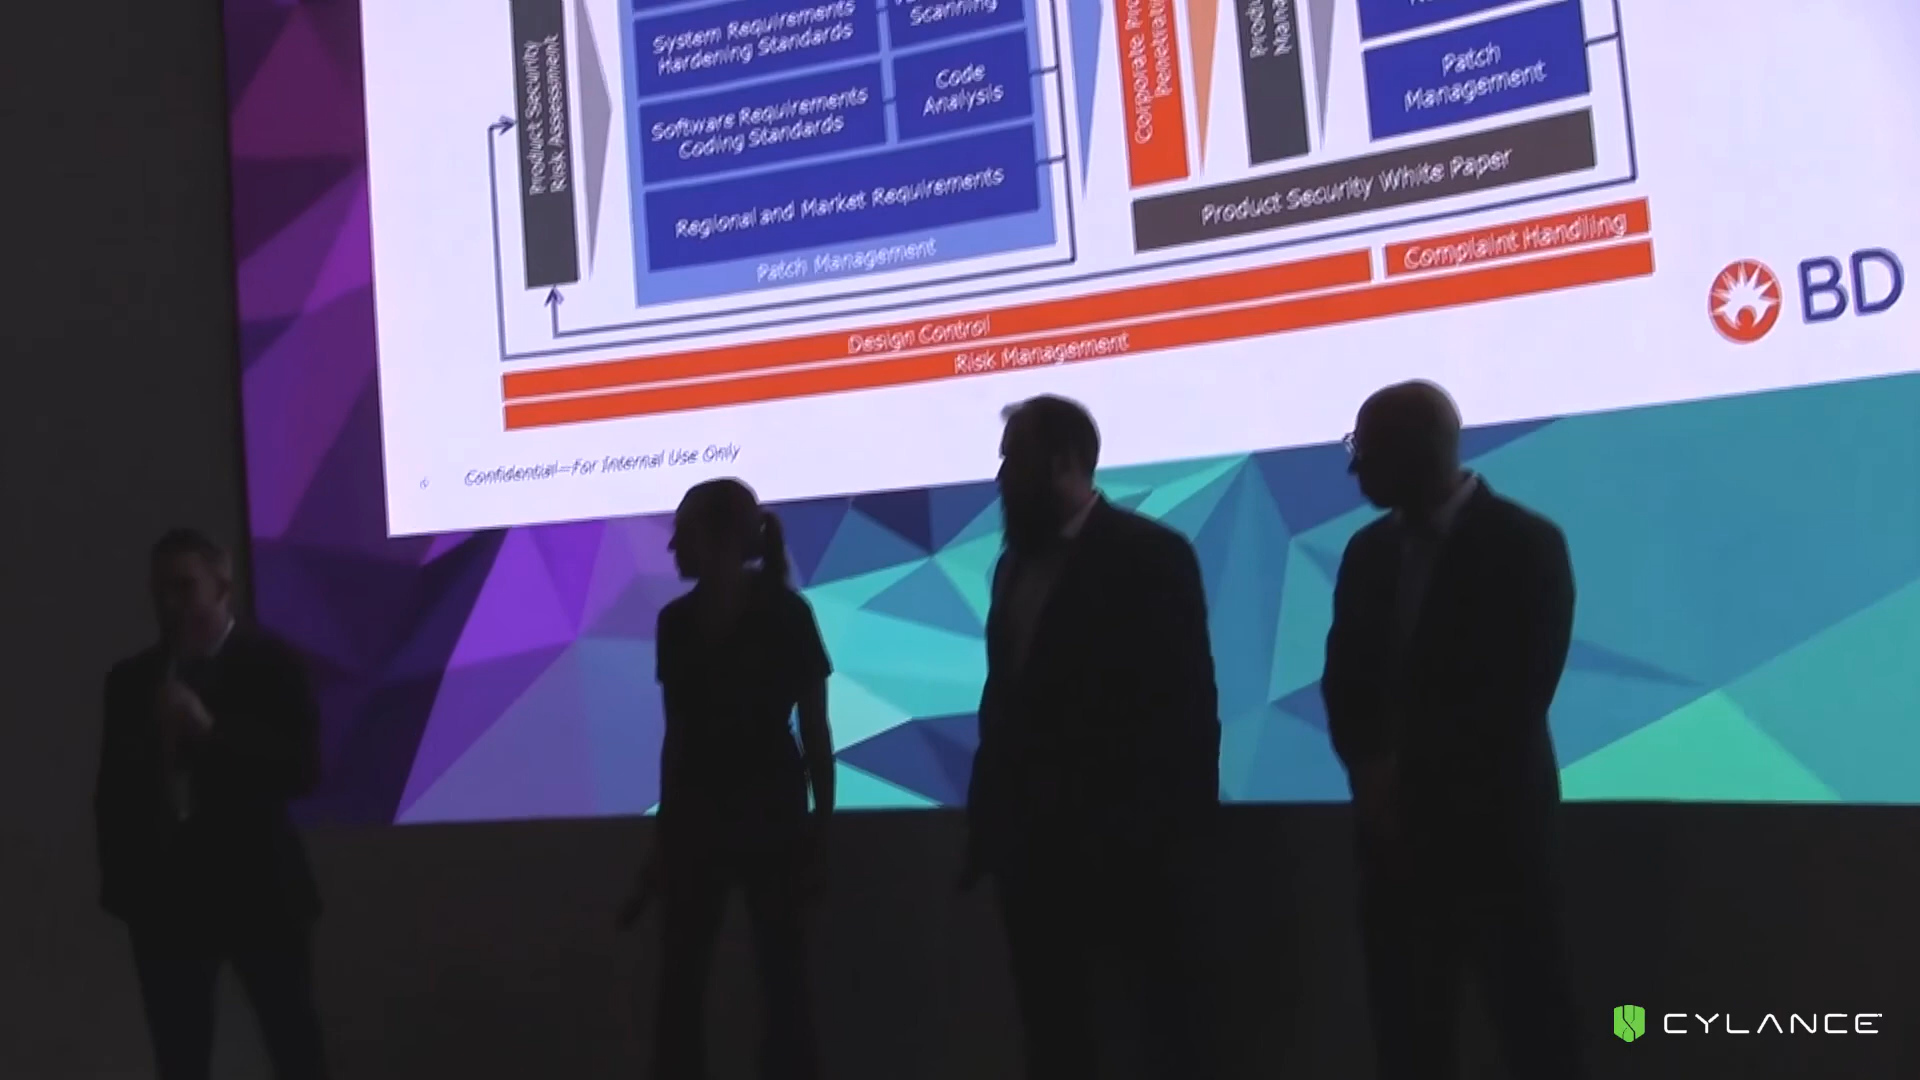 Product Security
Risk Assessment
System Requirements
Hardening Standards
Scanning
Software Requirements
Coding Standards
Code
Analysis
Regional and Market Requirements
Patch Management
Corporate
Patch
Management
Product Security White Paper
Complaint Handling
Design Control
Risk Management
BD
Confidential—For Internal Use Only
CYLANCE